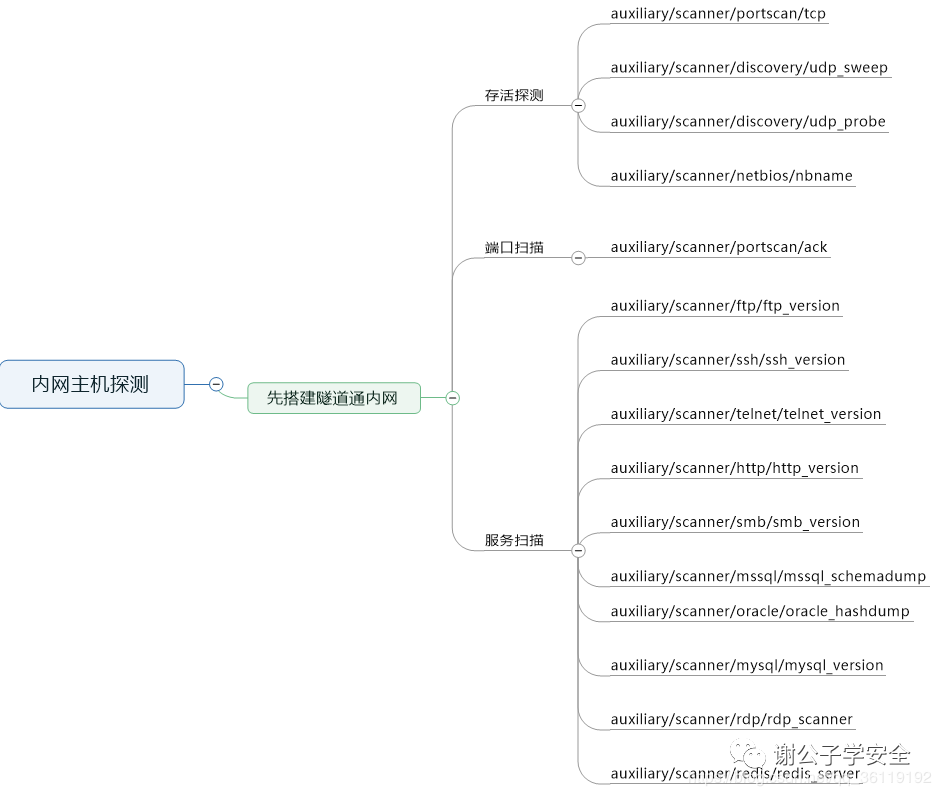 auxiliary/scanner/portscan/tcp
auxiliary/scanner/discovery/udp_sweep
存活探测
auxiliary/scanner/discovery/udp_probe
auxiliary/scanner/netbios/nbname
端口扫描
auxiliary/scanner/portscan/ack
auxiliary/scanner/ftp/ftp_version
auxiliary/scanner/ssh/ssh_version
内网主机探测
先搭建隧道通内网
auxiliary/scanner/telnet/telnet_version
auxiliary/scanner/http/http_version
auxiliary/scanner/smb/smb_version
服务扫描
auxiliary/scanner/mssql/mssql_schemadump
auxiliary/scanner/oracle/oracle_hashdump
auxiliary/scanner/mysql/mysql_version
auxiliary/scanner/rdp/rdp_scanner
谢公子学安全
auxiliary/scanner/redis/redis_server
36119192